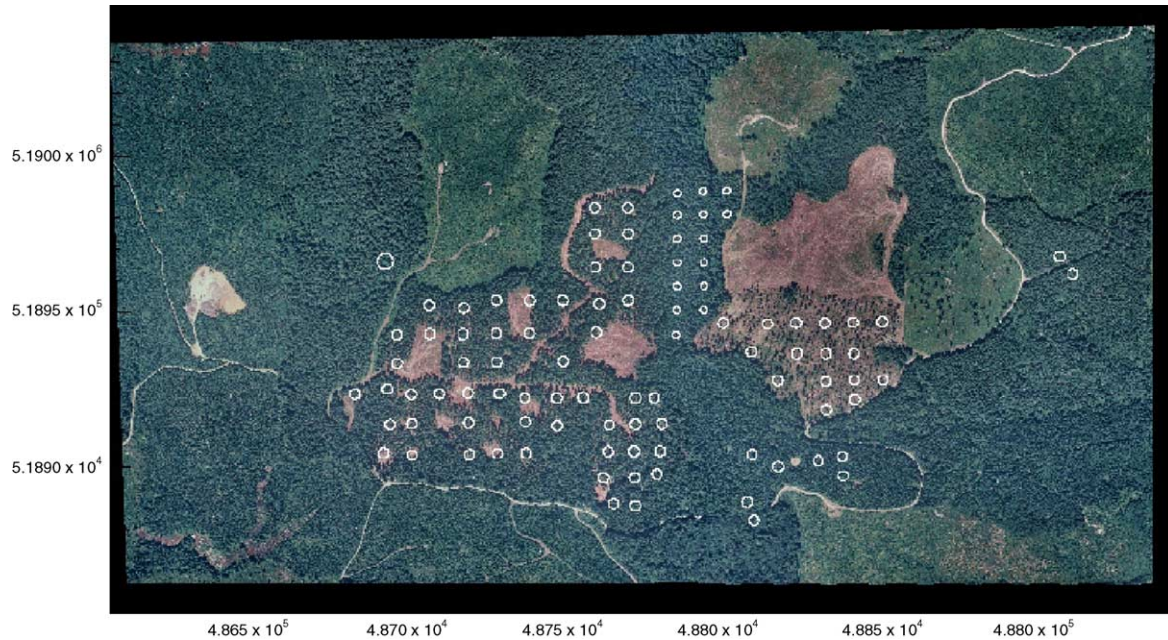 5.1900 x 10⁶
5.1895 x 10⁵
5.1890 x 10⁴
4.865 x 10⁵
4.870 x 10⁴
4.875 x 10⁴
4.880 x 10⁴
4.885 x 10⁴
4.880 x 10⁵